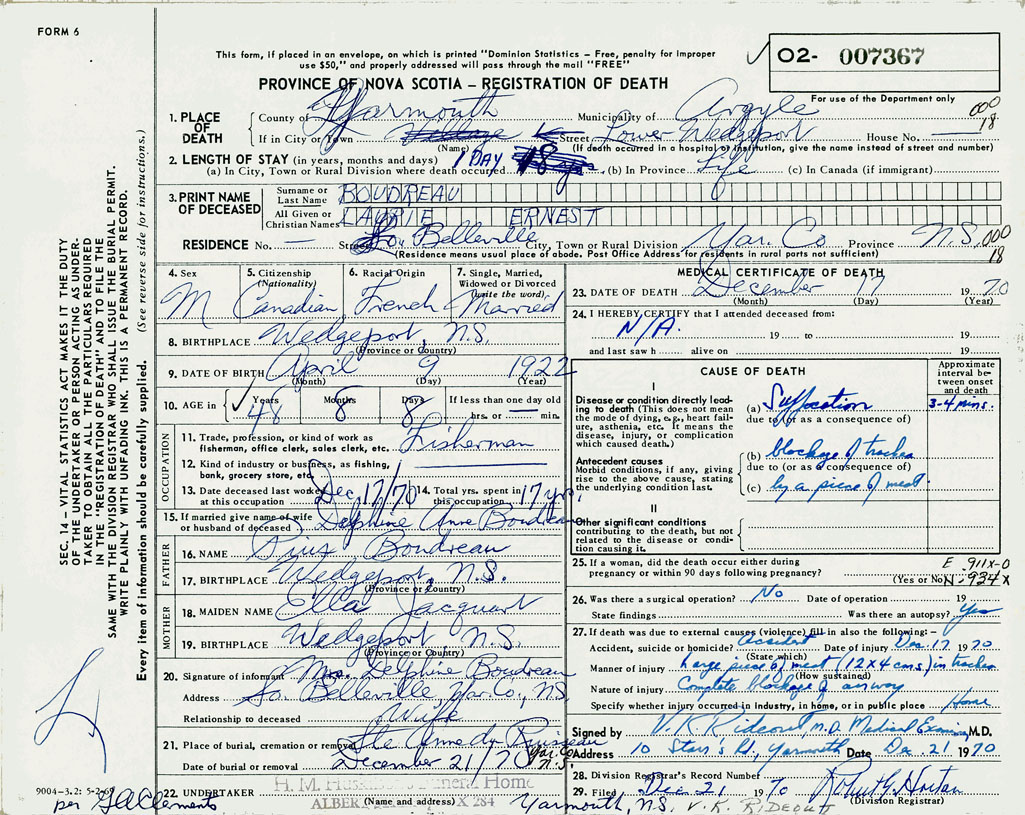 FORM 6
This form, if placed in an envelope, on which is printed "Dominion Statistics – Free, penalty for improper
use $50," and properly addressed will pass through the mail "FREE"
02- 007367
For use of the Department only
PROVINCE OF NOVA SCOTIA – REGISTRATION OF DEATH
1. PLACE OF DEATH
County of Yarmouth Municipality of Argyle 000
If in City or Town Village Street Lower Wedgeport House No. — 18
(Name) (If death occurred in a hospital or institution, give the name instead of street and number)
2. LENGTH OF STAY (in years, months and days) 1 DAY
(a) In City, Town or Rural Division where death occurred (b) In Province Life (c) In Canada (if immigrant)
3. PRINT NAME OF DECEASED
Surname or Last Name BOUDREAU
All Given or Christian Names LAURIE ERNEST
RESIDENCE No. — Street So. Belleville City, Town or Rural Division Yar. Co Province N.S. 000
(Residence means usual place of abode. Post Office Address for residents in rural parts not sufficient) 18
4. Sex M
5. Citizenship (Nationality) Canadian
6. Racial Origin French
7. Single, Married, Widowed or Divorced (write the word) Married
8. BIRTHPLACE Wedgeport, N.S.
(Province or Country)
9. DATE OF BIRTH April 9 1922
(Month) (Day) (Year)
10. AGE in Years 48 Months 8 Days 8 If less than one day old hrs. or min.
OCCUPATION
11. Trade, profession, or kind of work as fisherman, office clerk, sales clerk, etc. Fisherman
12. Kind of industry or business, as fishing, bank, grocery store, etc.
13. Date deceased last worked at this occupation Dec. 17/70 14. Total yrs. spent in this occupation 17 yrs.
15. If married give name of wife or husband of deceased Delphine Anne Boudreau
FATHER
16. NAME Pius Boudreau
17. BIRTHPLACE Wedgeport, N.S.
(Province or Country)
MOTHER
18. MAIDEN NAME Ella Jacquart
19. BIRTHPLACE Wedgeport N.S.
(Province or Country)
20. Signature of informant Mrs. Delphine Boudreau
Address So. Belleville, Yar. Co., N.S.
Relationship to deceased Wife
21. Place of burial, cremation or removal Ste Amedy Yar. Co
Date of burial or removal December 21/70 N.S.
22. UNDERTAKER H. M. Funeral Home
(Name and address) X 284 Yarmouth, N.S. V.K. RIDEOUT
9004-3.2: 5-2-69
per G A Clements
MEDICAL CERTIFICATE OF DEATH
23. DATE OF DEATH December 17 1970
(Month) (Day) (Year)
24. I HEREBY CERTIFY that I attended deceased from:
N/A. 19 to 19
and last saw h alive on 19
CAUSE OF DEATH
Approximate interval between onset and death
I
Disease or condition directly leading to death (This does not mean the mode of dying, e.g., heart failure, asthenia, etc. It means the disease, injury, or complication which caused death.)
(a) Suffocation 3-4 mins.
due to (or as a consequence of)
Antecedent causes
Morbid conditions, if any, giving rise to the above cause, stating the underlying condition last.
(b) blockage of trachea
due to (or as a consequence of)
(c) by a piece of meat
II
Other significant conditions contributing to the death, but not related to the disease or condition causing it.
25. If a woman, did the death occur either during pregnancy or within 90 days following pregnancy? (Yes or No)
E .911X-0
N-934X
26. Was there a surgical operation? No Date of operation 19
State findings Was there an autopsy? Yes
27. If death was due to external causes (violence) fill in also the following: –
Accident, suicide or homicide? Accident Date of injury Dec 17 1970
(State which)
Manner of injury Large piece of meat (12x4 cms) in trachea
(How sustained)
Nature of injury Complete blockage of airway
Specify whether injury occurred in industry, in home, or in public place Home
Signed by V.K. Rideout, M.D. Medical Examiner M.D.
Address 10 Starr's Rd., Yarmouth Date Dec. 21 1970
28. Division Registrar's Record Number
29. Filed Dec. 21 1970 Robert G. Horton
(Division Registrar)
SEC. 14 – VITAL STATISTICS ACT MAKES IT THE DUTY
OF THE UNDERTAKER OR PERSON ACTING AS UNDER-
TAKER TO OBTAIN ALL THE PARTICULARS REQUIRED
IN THE "REGISTRATION OF DEATH" AND TO FILE THE
SAME WITH THE DIVISION REGISTRAR WHO SHALL ISSUE THE BURIAL PERMIT.
WRITE PLAINLY WITH UNFADING INK. THIS IS A PERMANENT RECORD.
Every item of information should be carefully supplied. (See reverse side for instructions.)